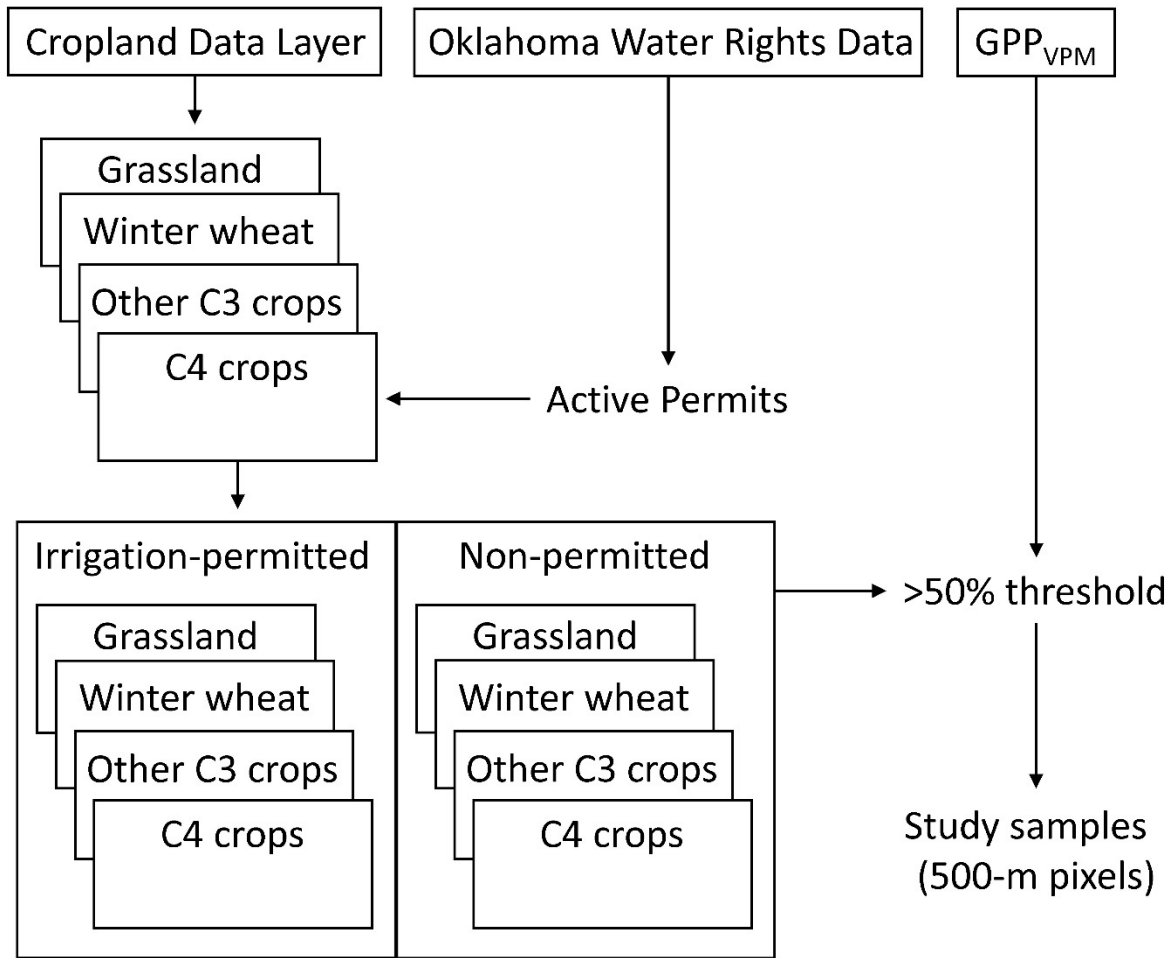 Cropland Data Layer
Oklahoma Water Rights Data
GPPVPM
Grassland
Winter wheat
Other C3 crops
C4 crops
Active Permits
Irrigation-permitted
Non-permitted
Grassland
Winter wheat
Other C3 crops
C4 crops
Grassland
Winter wheat
Other C3 crops
C4 crops
>50% threshold
Study samples
(500-m pixels)